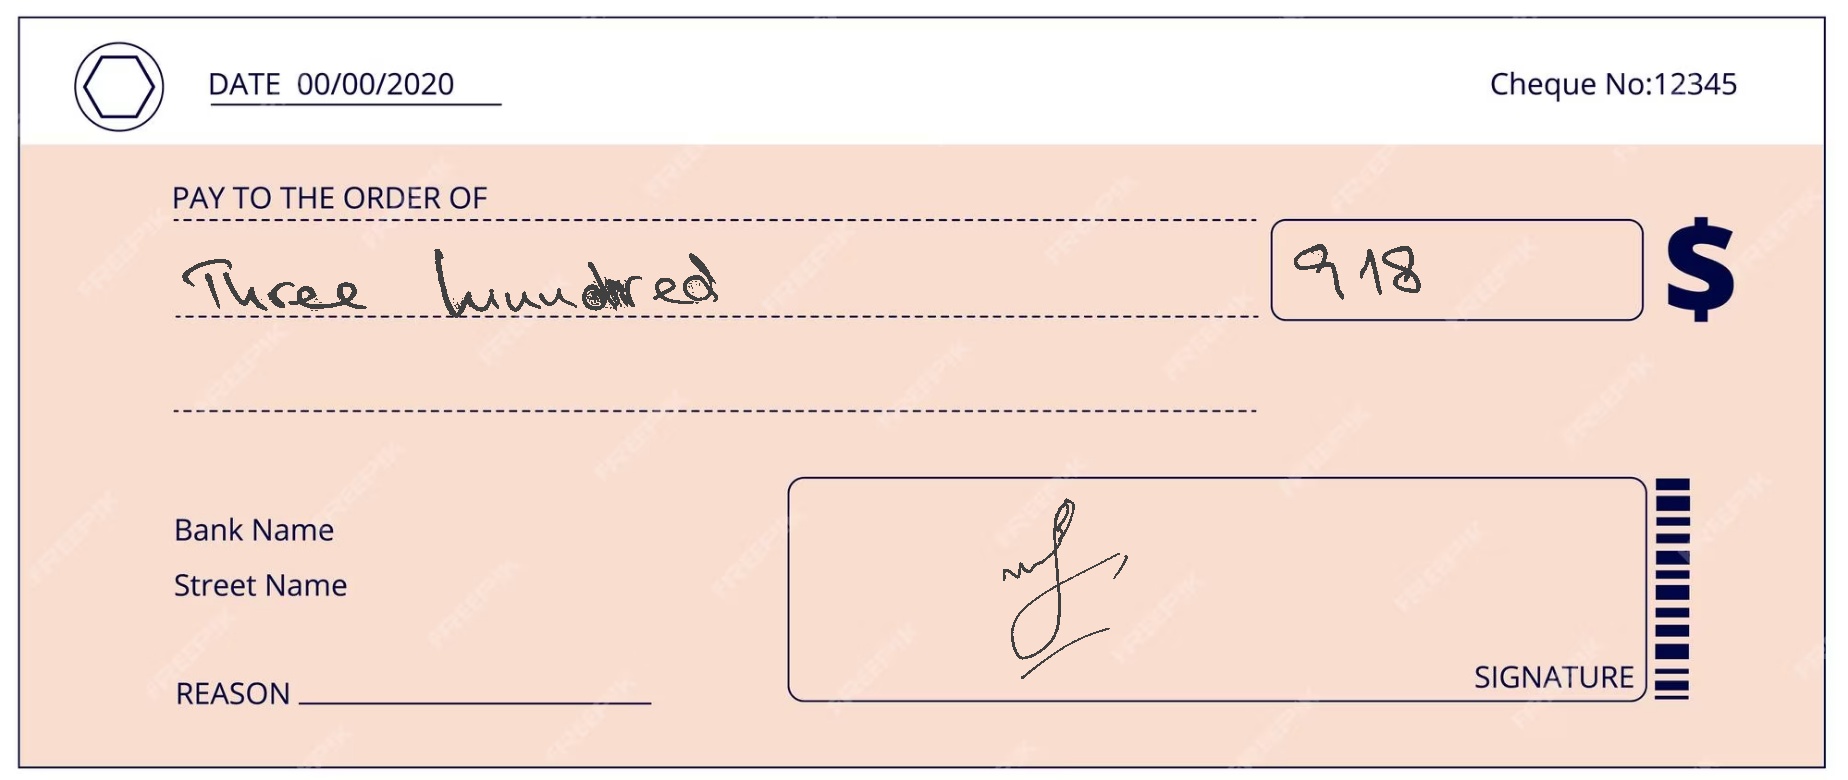 DATE 00/00/2020
Cheque No:12345
PAY TO THE ORDER OF
Three hundred
918
$
Bank Name
Street Name
REASON
SIGNATURE